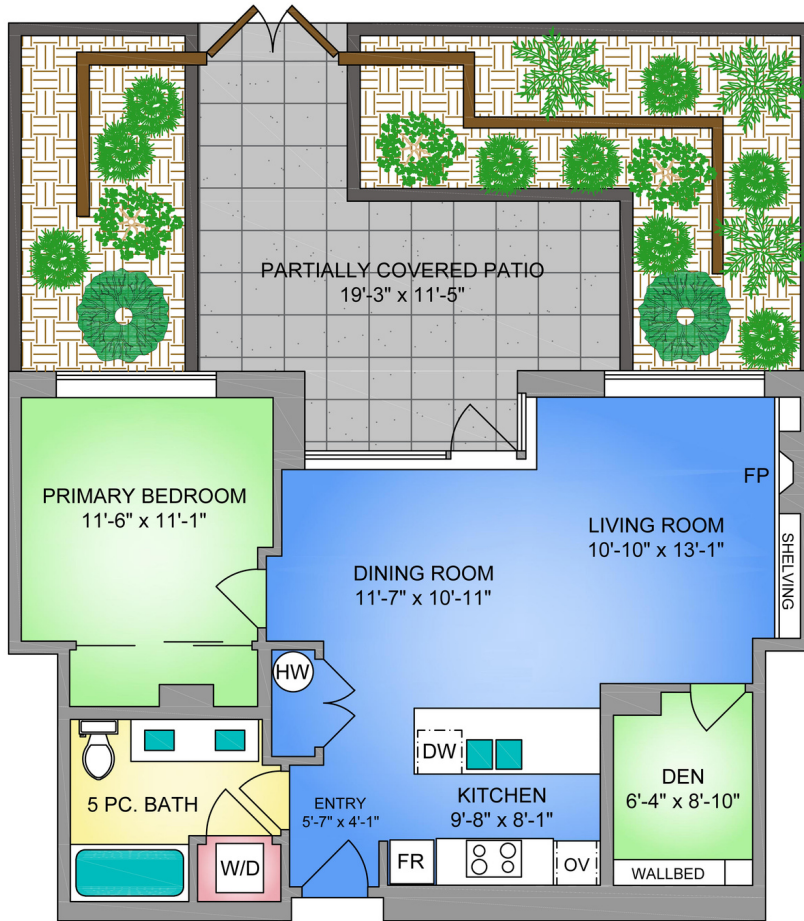 PARTIALLY COVERED PATIO
19'-3" x 11'-5"
PRIMARY BEDROOM
11'-6" x 11'-1"
FP
LIVING ROOM
10'-10" x 13'-1"
SHELVING
DINING ROOM
11'-7" x 10'-11"
HW
DW
KITCHEN
9'-8" x 8'-1"
DEN
6'-4" x 8'-10"
5 PC. BATH
ENTRY
5'-7" x 4'-1"
W/D
FR
OV
WALLBED